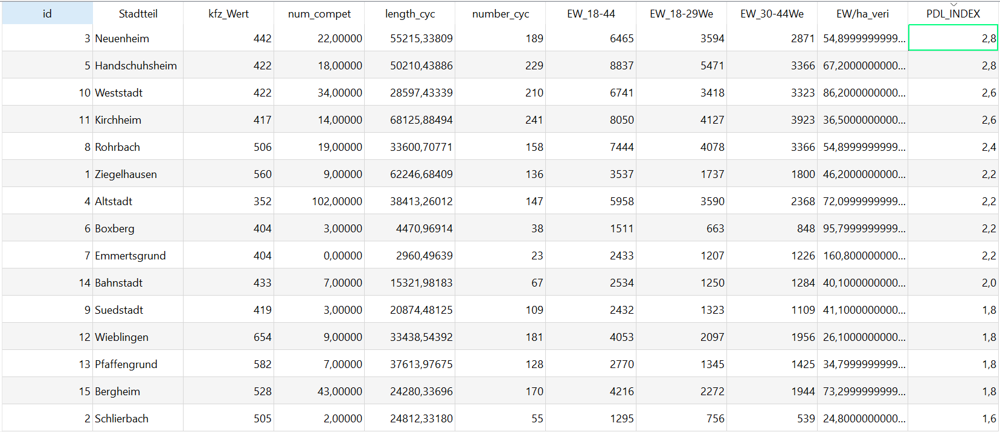 id Stadtteil kfz_Wert num_compet length_cyc number_cyc EW_18-44 EW_18-29We EW_30-44We EW/ha_veri PDL_INDEX
3 Neuenheim 442 22,00000 55215,33809 189 6465 3594 2871 54,8999999999... 2,8
5 Handschuhsheim 422 18,00000 50210,43886 229 8837 5471 3366 67,2000000000... 2,8
10 Weststadt 422 34,00000 28597,43339 210 6741 3418 3323 86,2000000000... 2,6
11 Kirchheim 417 14,00000 68125,88494 241 8050 4127 3923 36,5000000000... 2,6
8 Rohrbach 506 19,00000 33600,70771 158 7444 4078 3366 54,8999999999... 2,4
1 Ziegelhausen 560 9,00000 62246,68409 136 3537 1737 1800 46,2000000000... 2,2
4 Altstadt 352 102,00000 38413,26012 147 5958 3590 2368 72,0999999999... 2,2
6 Boxberg 404 3,00000 4470,96914 38 1511 663 848 95,7999999999... 2,2
7 Emmertsgrund 404 0,00000 2960,49639 23 2433 1207 1226 160,800000000... 2,2
14 Bahnstadt 433 7,00000 15321,98183 67 2534 1250 1284 40,1000000000... 2,0
9 Suedstadt 419 3,00000 20874,48125 109 2432 1323 1109 41,1000000000... 1,8
12 Wieblingen 654 9,00000 33438,54392 181 4053 2097 1956 26,1000000000... 1,8
13 Pfaffengrund 582 7,00000 37613,97675 128 2770 1345 1425 34,7999999999... 1,8
15 Bergheim 528 43,00000 24280,33696 170 4216 2272 1944 73,2999999999... 1,8
2 Schlierbach 505 2,00000 24812,33180 55 1295 756 539 24,8000000000... 1,6